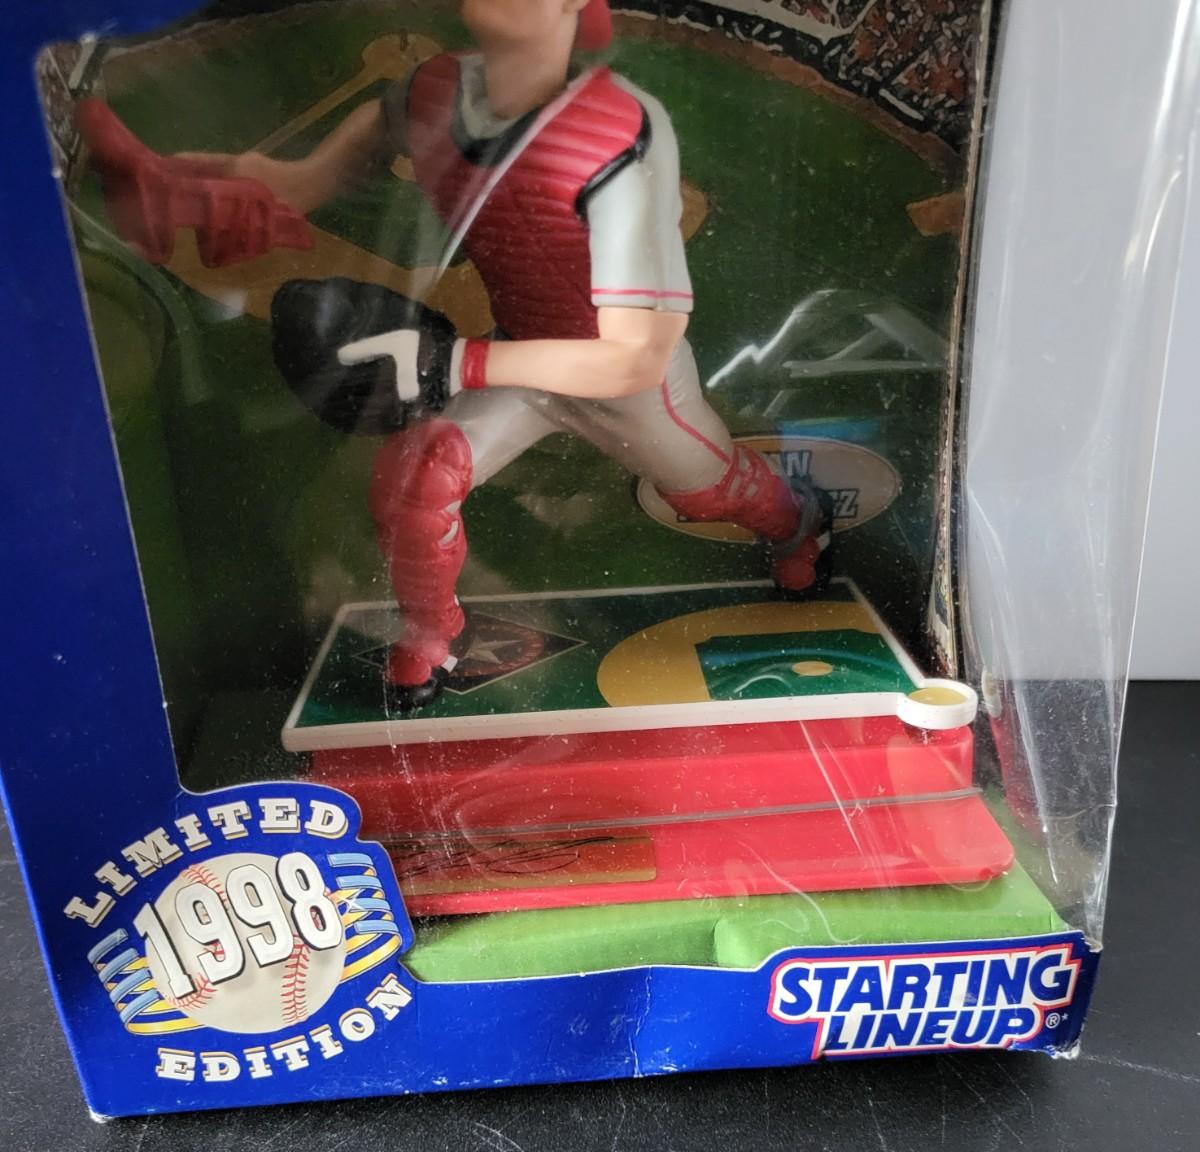 LIMITED
1998
EDITION
STARTING
LINEUP ®*